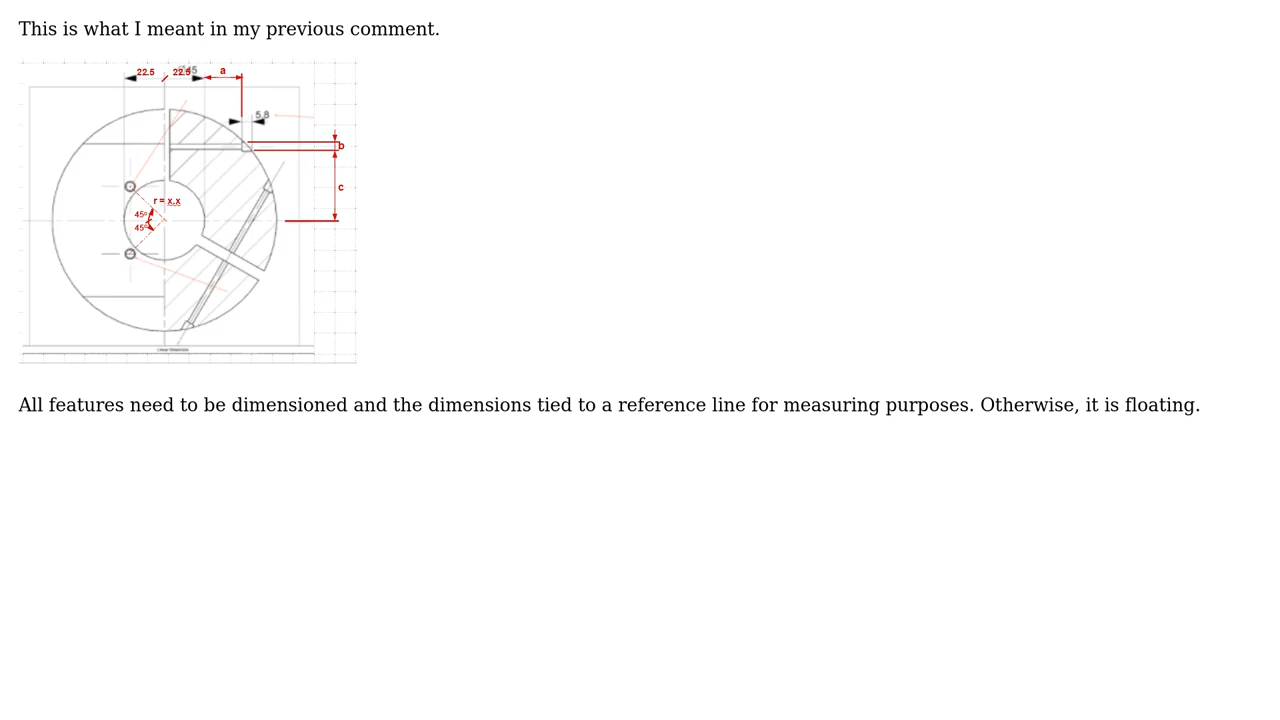 This is what I meant in my previous comment.
22.5 22.5 a
5,8
b
c
r = x.x
45°
45°
All features need to be dimensioned and the dimensions tied to a reference line for measuring purposes. Otherwise, it is floating.